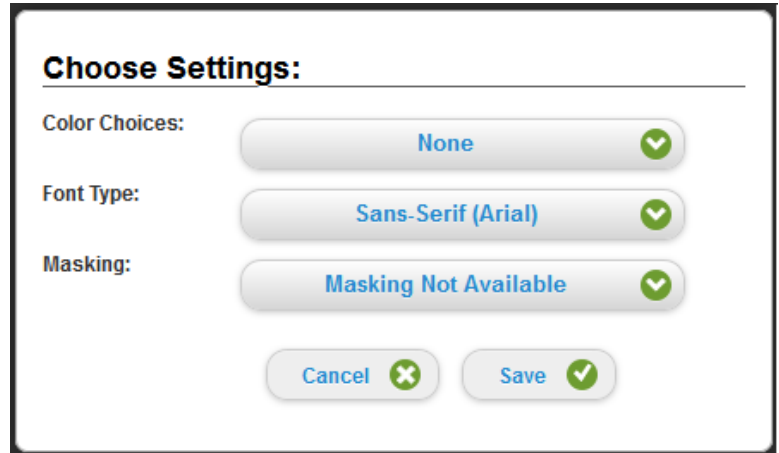 Choose Settings:
Color Choices:
None
Font Type:
Sans-Serif (Arial)
Masking:
Masking Not Available
Cancel
Save